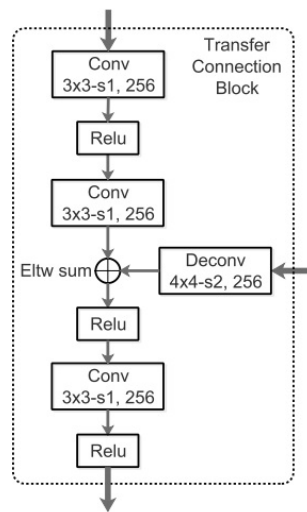 Transfer
Connection
Block
Conv
3x3-s1, 256
Relu
Conv
3x3-s1, 256
Eltw sum
Deconv
4x4-s2, 256
Relu
Conv
3x3-s1, 256
Relu